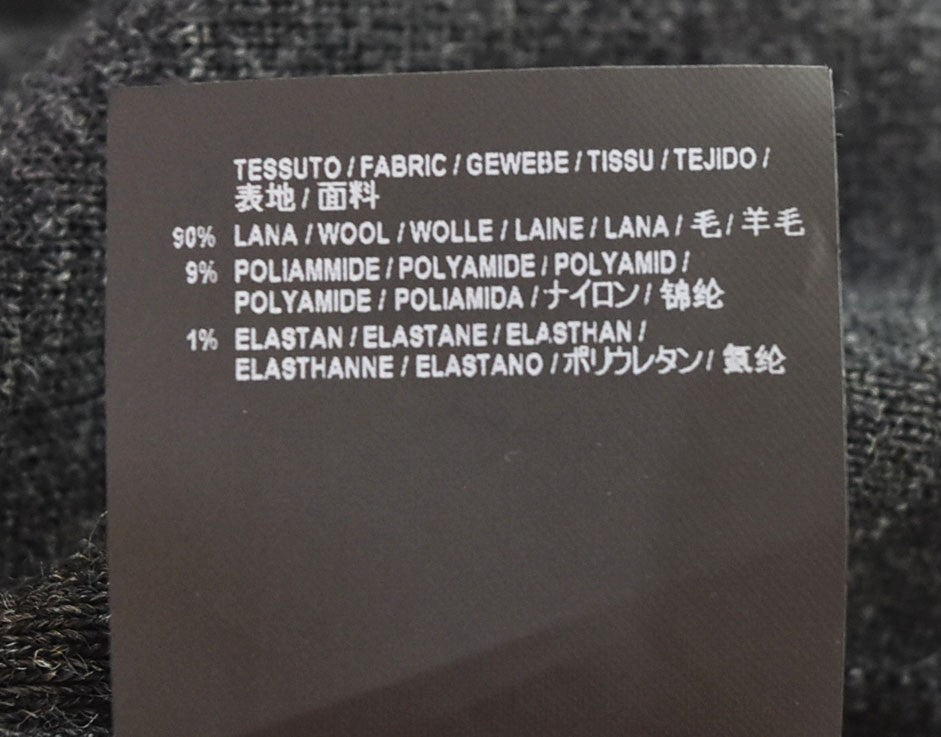 TESSUTO / FABRIC / GEWEBE / TISSU / TEJIDO /
表地 / 面料
90% LANA / WOOL / WOLLE / LAINE / LANA / 毛 / 羊毛
9% POLIAMMIDE / POLYAMIDE / POLYAMID /
POLYAMIDE / POLIAMIDA / ナイロン / 锦纶
1% ELASTAN / ELASTANE / ELASTHAN /
ELASTHANNE / ELASTANO / ポリウレタン / 氨纶